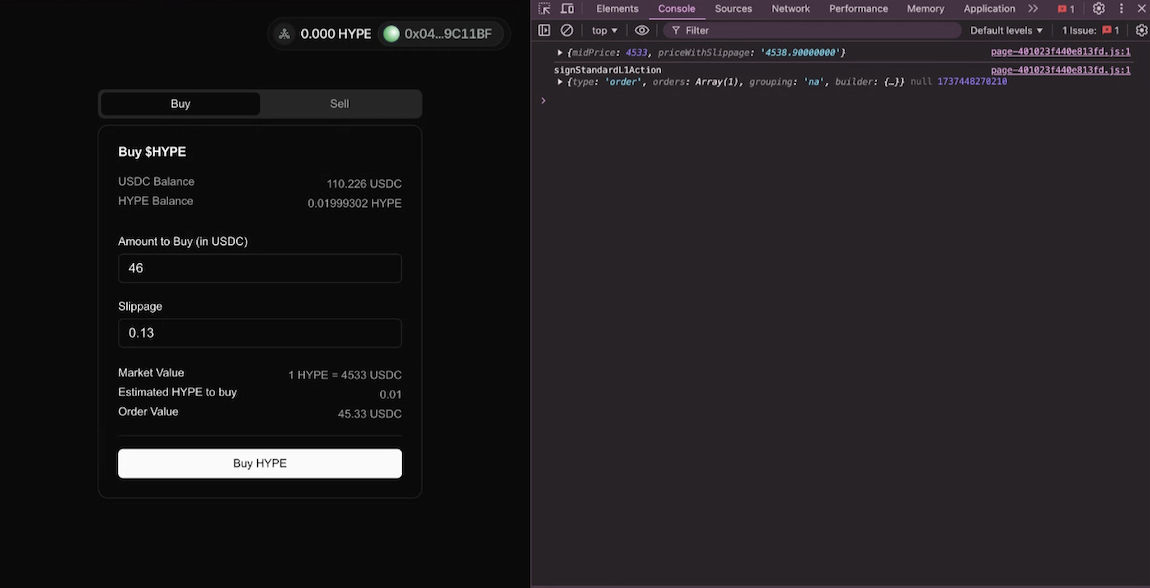 0.000 HYPE 0x04...9C11BF
Buy Sell
Buy $HYPE
USDC Balance 110.226 USDC
HYPE Balance 0.01999302 HYPE
Amount to Buy (in USDC)
46
Slippage
0.13
Market Value 1 HYPE = 4533 USDC
Estimated HYPE to buy 0.01
Order Value 45.33 USDC
Buy HYPE
Elements Console Sources Network Performance Memory Application 1
top Filter Default levels 1 Issue: 1
{midPrice: 4533, priceWithSlippage: '4538.90000000'} page-401023f440e813fd.js:1
signStandardL1Action page-401023f440e813fd.js:1
{type: 'order', orders: Array(1), grouping: 'na', builder: {…}} null 1737448270210